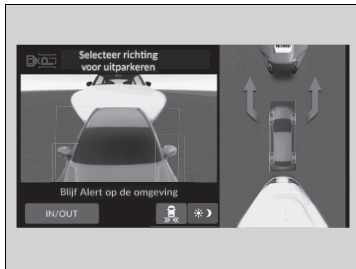 Selecteer richting
voor uitparkeren
Blijf Alert op de omgeving
IN/OUT